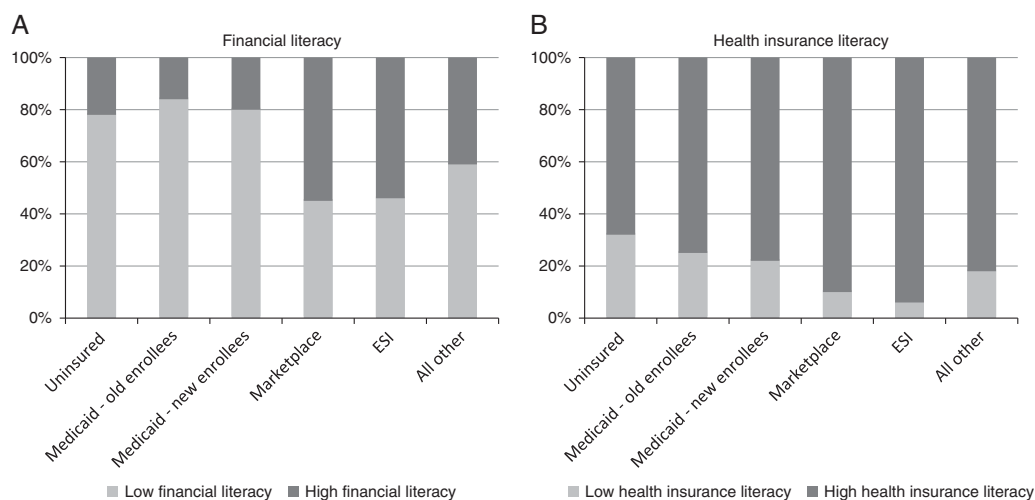 A
Financial literacy
100%
80%
60%
40%
20%
0%
Uninsured
Medicaid - old enrollees
Medicaid - new enrollees
Marketplace
ESI
All other
Low financial literacy High financial literacy
B
Health insurance literacy
100%
80%
60%
40%
20%
0%
Uninsured
Medicaid - old enrollees
Medicaid - new enrollees
Marketplace
ESI
All other
Low health insurance literacy High health insurance literacy